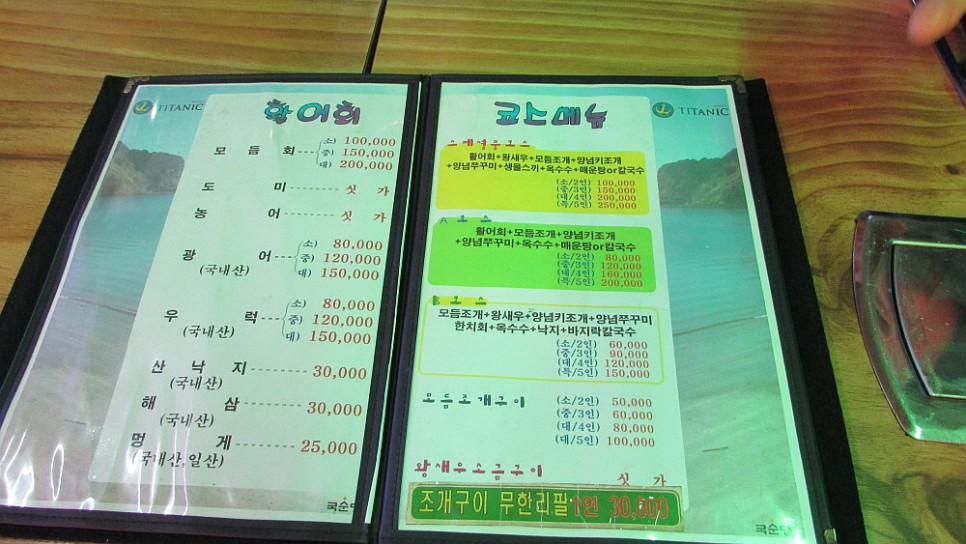 TITANIC
활어회
모듬회 (소) 100,000
(중) 150,000
(대) 200,000
도미 싯가
농어 싯가
광어 (소) 80,000
(국내산) (중) 120,000
(대) 150,000
우럭 (소) 80,000
(국내산) (중) 120,000
(대) 150,000
산낙지 30,000
(국내산)
해삼 30,000
(국내산)
멍게 25,000
(국내산,일산)
국순당
TITANIC
코스메뉴
스페셜코스
활어회+왕새우+모듬조개+양념키조개
+양념쭈꾸미+생물스끼+옥수수+매운탕or칼국수
(소/2인) 100,000
(중/3인) 150,000
(대/4인) 200,000
(특/5인) 250,000
A코스
활어회+모듬조개+양념키조개
+양념쭈꾸미+옥수수+매운탕or칼국수
(소/2인) 80,000
(중/3인) 120,000
(대/4인) 160,000
(특/5인) 200,000
B코스
모듬조개+왕새우+양념키조개+양념쭈꾸미
한치회+옥수수+낙지+바지락칼국수
(소/2인) 60,000
(중/3인) 90,000
(대/4인) 120,000
(특/5인) 150,000
모듬조개구이 (소/2인) 50,000
(중/3인) 60,000
(대/4인) 80,000
(대/5인) 100,000
왕새우소금구이 싯가
조개구이 무한리필 1인 30,000